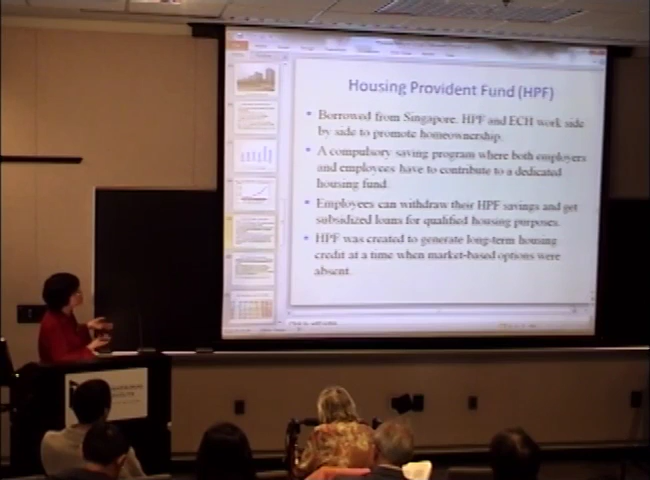 Housing Provident Fund (HPF)
• Borrowed from Singapore. HPF and ECH work side
by side to promote homeownership.
• A compulsory saving program where both employers
and employees have to contribute to a dedicated
housing fund.
• Employees can withdraw their HPF savings and get
subsidized loans for qualified housing purposes.
• HPF was created to generate long-term housing
credit at a time when market-based options were
absent.